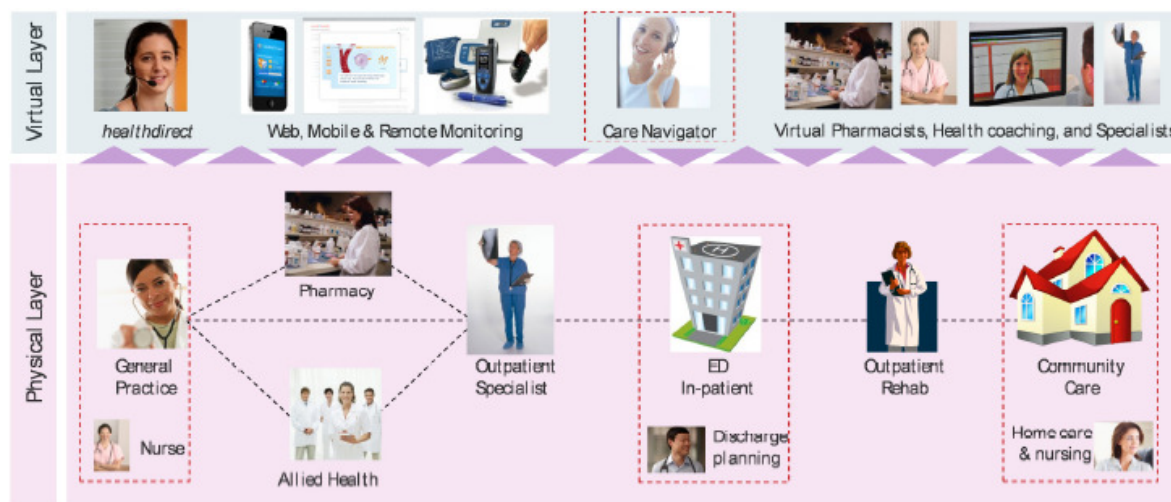 Virtual Layer
healthdirect
Web, Mobile & Remote Monitoring
Care Navigator
Virtual Pharmacists, Health coaching, and Specialists
Physical Layer
Pharmacy
General
Practice
Outpatient
Specialist
H
ED
In-patient
Outpatient
Rehab
Community
Care
Nurse
Allied Health
Discharge
planning
Home care
& nursing